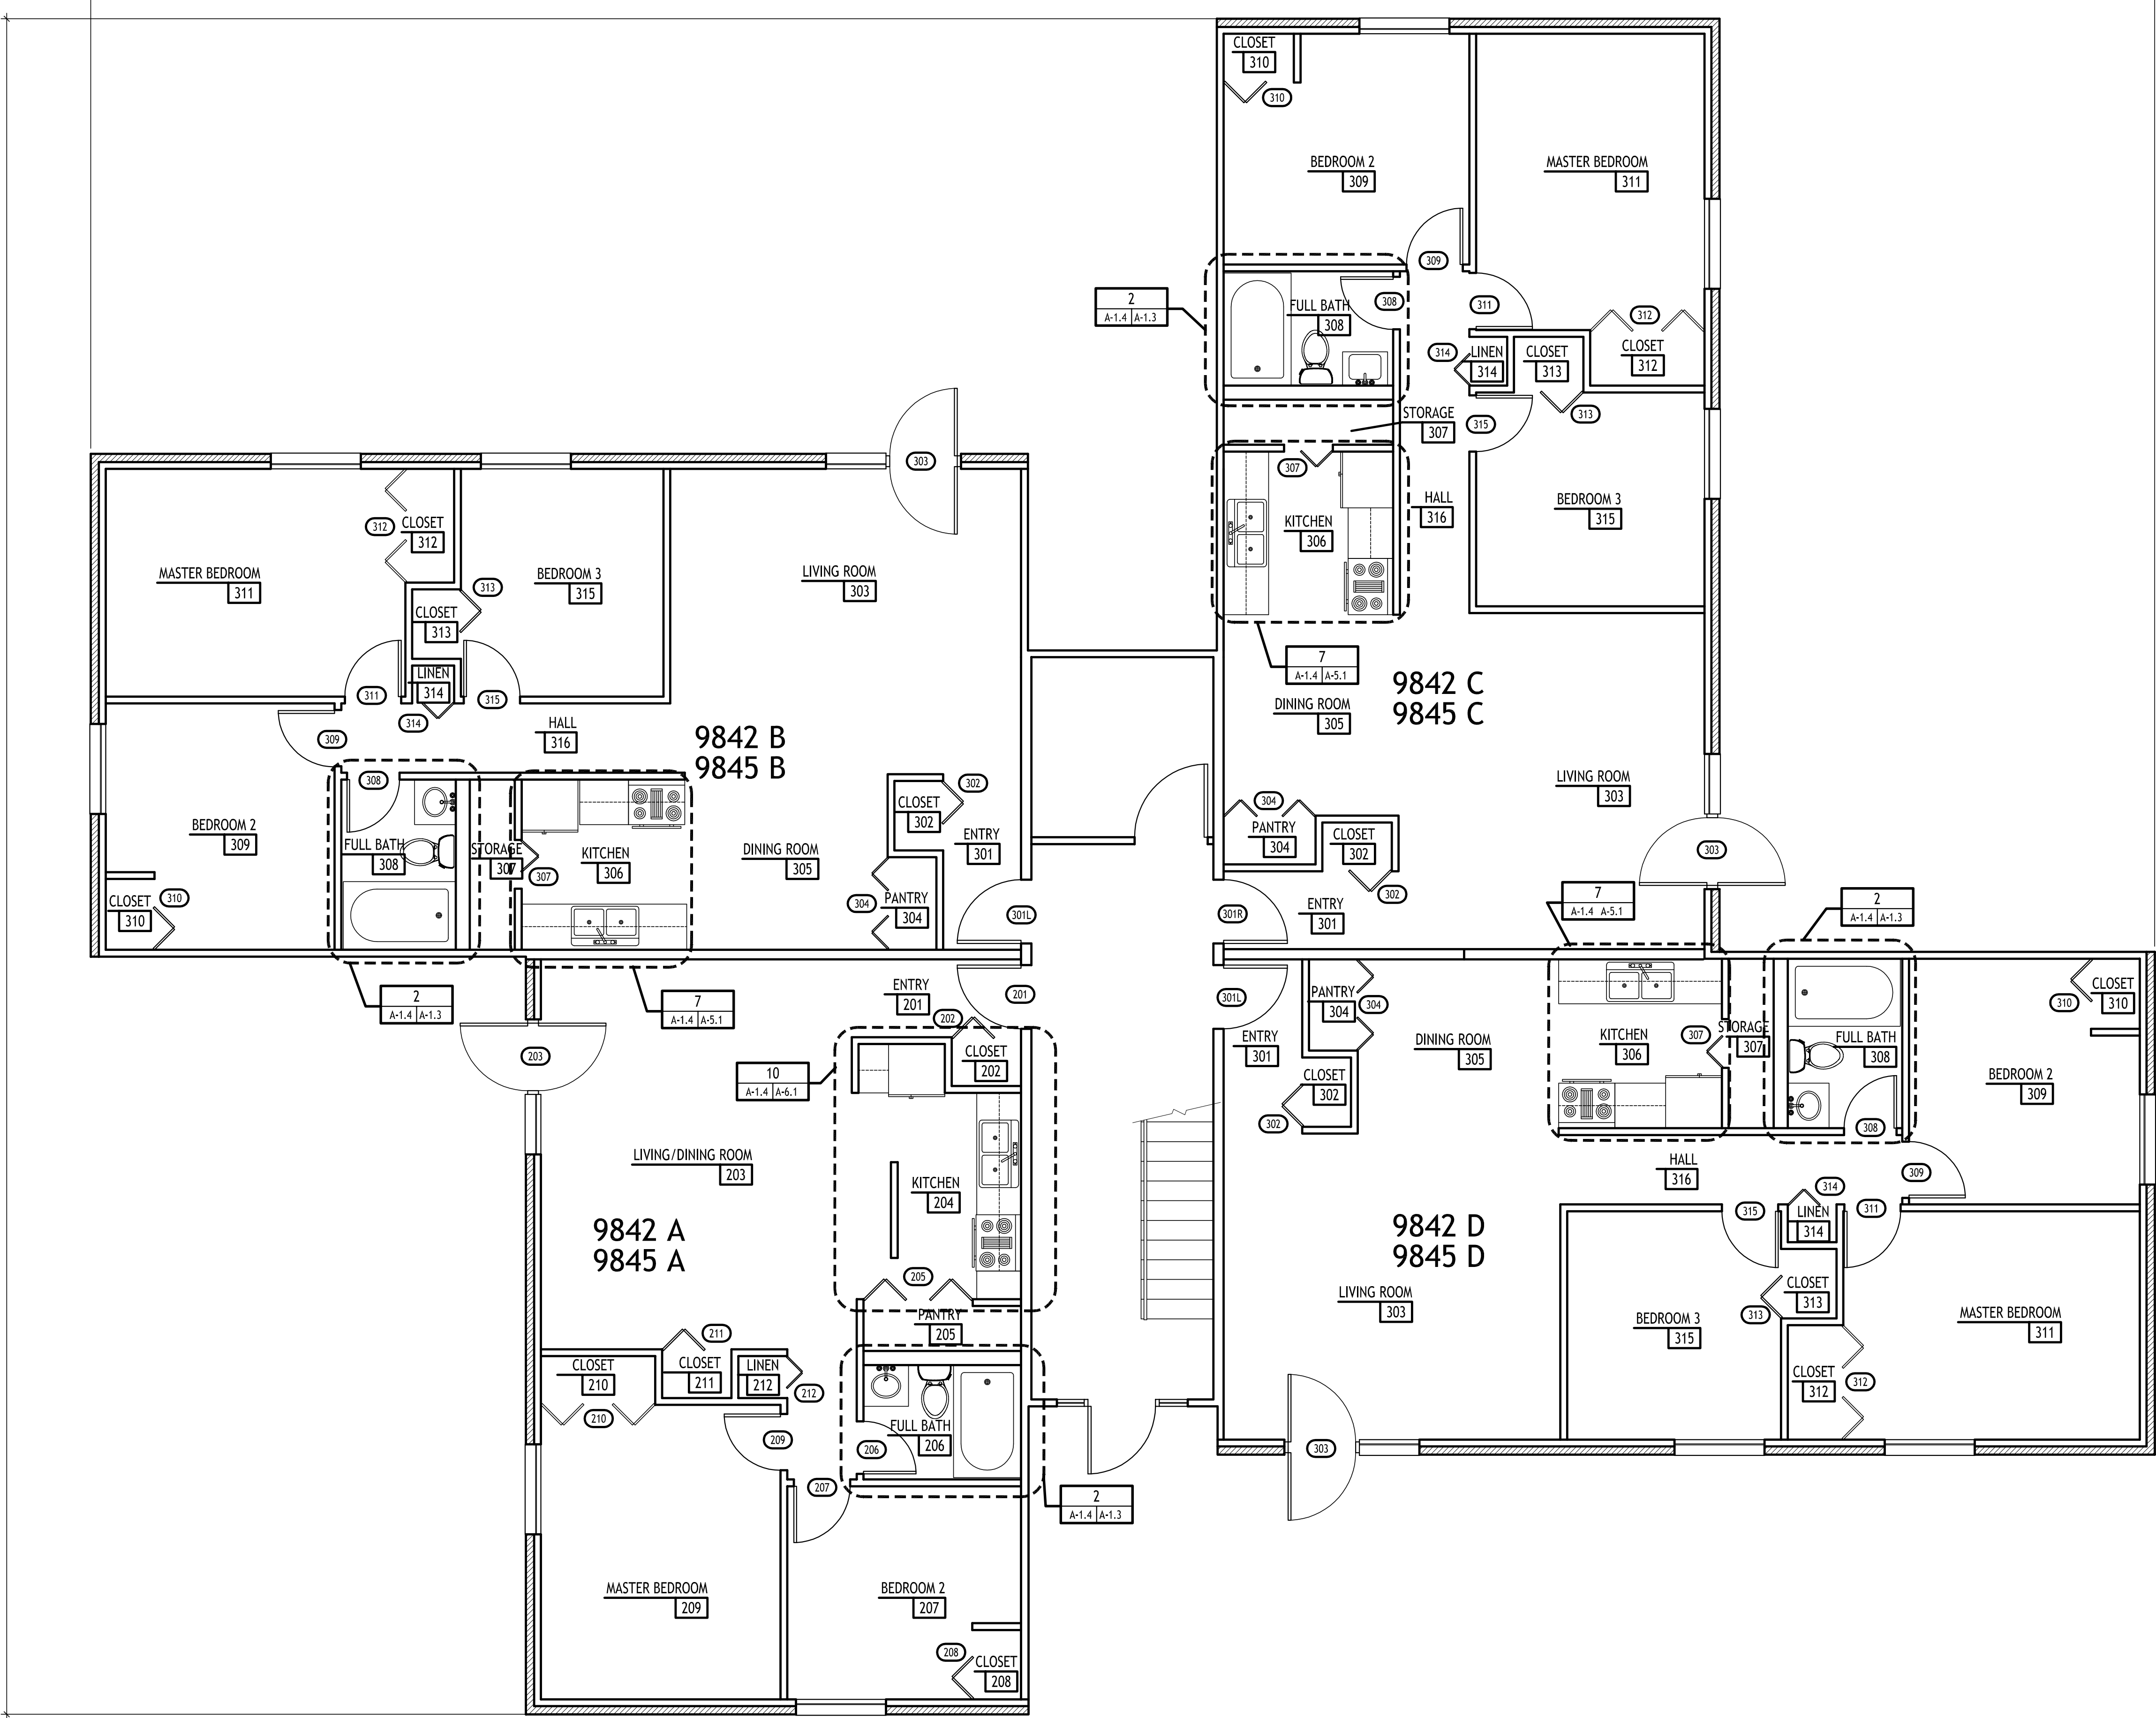 CLOSET
310
310
BEDROOM 2
309
MASTER BEDROOM
311
309
2
A-1.4 A-1.3
FULL BATH
308
308
311
312
CLOSET
312
314
LINEN
314
CLOSET
313
313
STORAGE
307
315
307
HALL
316
KITCHEN
306
BEDROOM 3
315
7
A-1.4 A-5.1
9842 C
9845 C
DINING ROOM
305
LIVING ROOM
303
304
PANTRY
304
CLOSET
302
302
303
ENTRY
301
301R
303
312
CLOSET
312
MASTER BEDROOM
311
313
BEDROOM 3
315
CLOSET
313
LIVING ROOM
303
LINEN
314
311
315
314
309
HALL
316
9842 B
9845 B
308
302
CLOSET
302
BEDROOM 2
309
FULL BATH
308
STORAGE
307
307
KITCHEN
306
DINING ROOM
305
ENTRY
301
CLOSET
310
310
304
PANTRY
304
301L
2
A-1.4 A-1.3
7
A-1.4 A-5.1
ENTRY
201
201
202
CLOSET
202
203
10
A-1.4 A-6.1
LIVING/DINING ROOM
203
KITCHEN
204
9842 A
9845 A
205
PANTRY
205
211
CLOSET
210
CLOSET
211
LINEN
212
212
210
209
FULL BATH
206
206
207
2
A-1.4 A-1.3
MASTER BEDROOM
209
BEDROOM 2
207
208
CLOSET
208
7
A-1.4 A-5.1
2
A-1.4 A-1.3
301L
PANTRY
304
304
ENTRY
301
DINING ROOM
305
KITCHEN
306
307
STORAGE
307
FULL BATH
308
310
CLOSET
310
CLOSET
302
302
BEDROOM 2
309
308
HALL
316
309
314
315
LINEN
314
311
9842 D
9845 D
LIVING ROOM
303
CLOSET
313
313
BEDROOM 3
315
MASTER BEDROOM
311
CLOSET
312
312
303